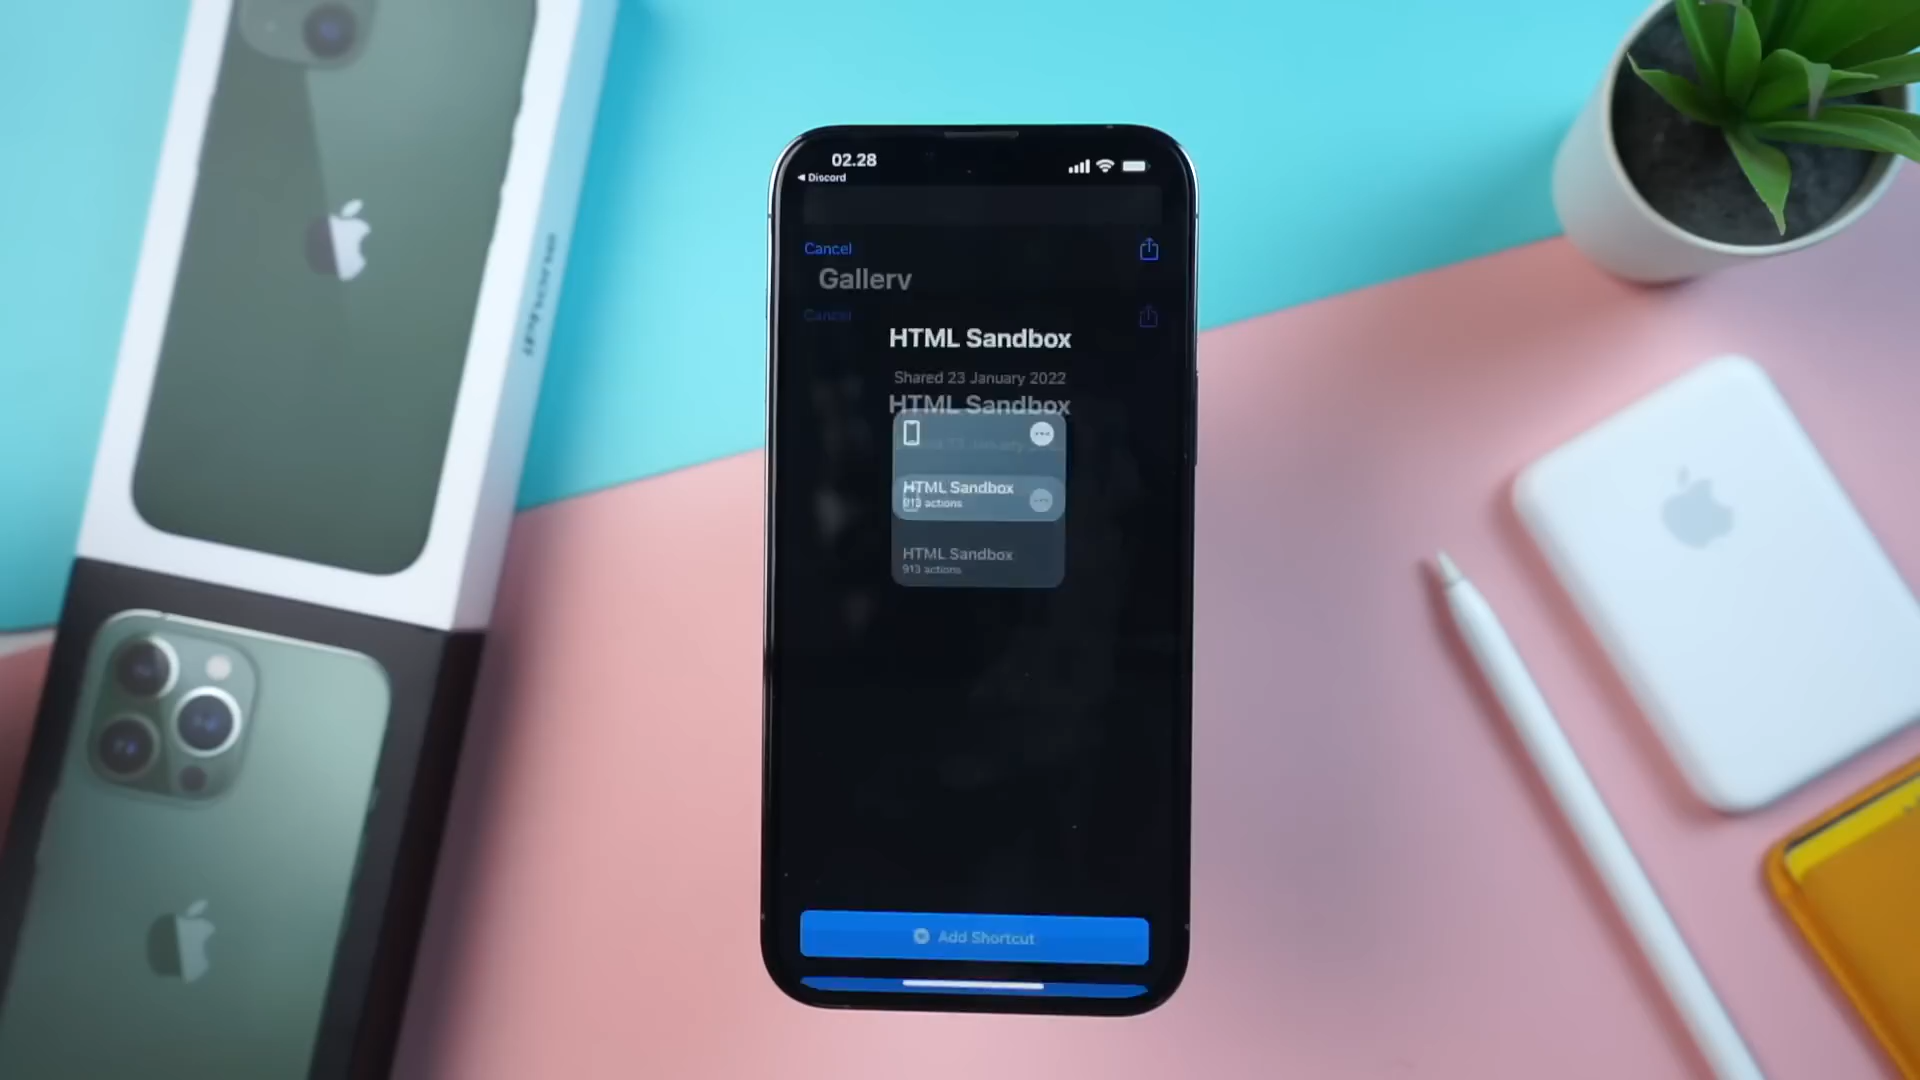 02.28
Discord
Cancel
Gallery
Cancel
HTML Sandbox
Shared 23 January 2022
HTML Sandbox
HTML Sandbox
913 actions
HTML Sandbox
913 actions
Add Shortcut